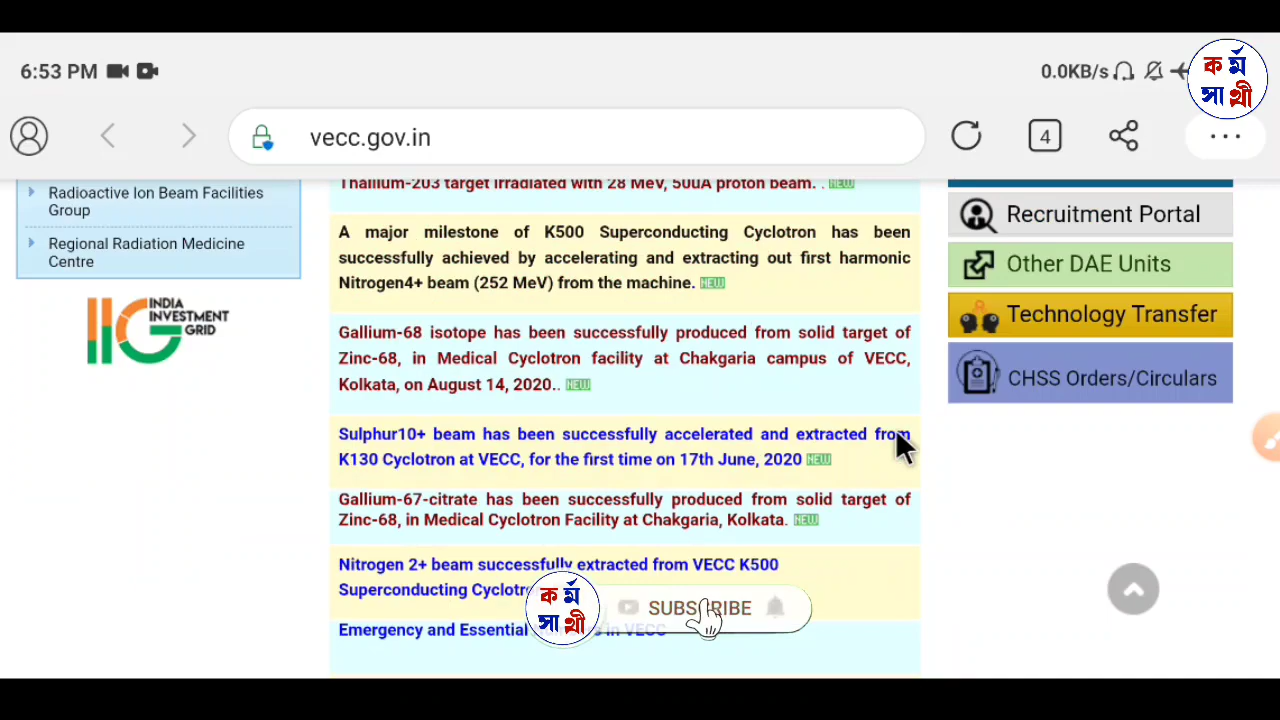 6:53 PM
0.0KB/s
কর্ম
সাথী
vecc.gov.in
4
Radioactive Ion Beam Facilities
Group
Regional Radiation Medicine
Centre
INDIA
INVESTMENT
GRID
Thallium-203 target irradiated with 28 MeV, 50uA proton beam. . NEW
A major milestone of K500 Superconducting Cyclotron has been
successfully achieved by accelerating and extracting out first harmonic
Nitrogen4+ beam (252 MeV) from the machine. NEW
Gallium-68 isotope has been successfully produced from solid target of
Zinc-68, in Medical Cyclotron facility at Chakgaria campus of VECC,
Kolkata, on August 14, 2020.. NEW
Sulphur10+ beam has been successfully accelerated and extracted from
K130 Cyclotron at VECC, for the first time on 17th June, 2020 NEW
Gallium-67-citrate has been successfully produced from solid target of
Zinc-68, in Medical Cyclotron Facility at Chakgaria, Kolkata. NEW
Nitrogen 2+ beam successfully extracted from VECC K500
Superconducting
Emergency and Essential in VECC
Recruitment Portal
Other DAE Units
Technology Transfer
CHSS Orders/Circulars
কর্ম
সাথী
SUBSCRIBE